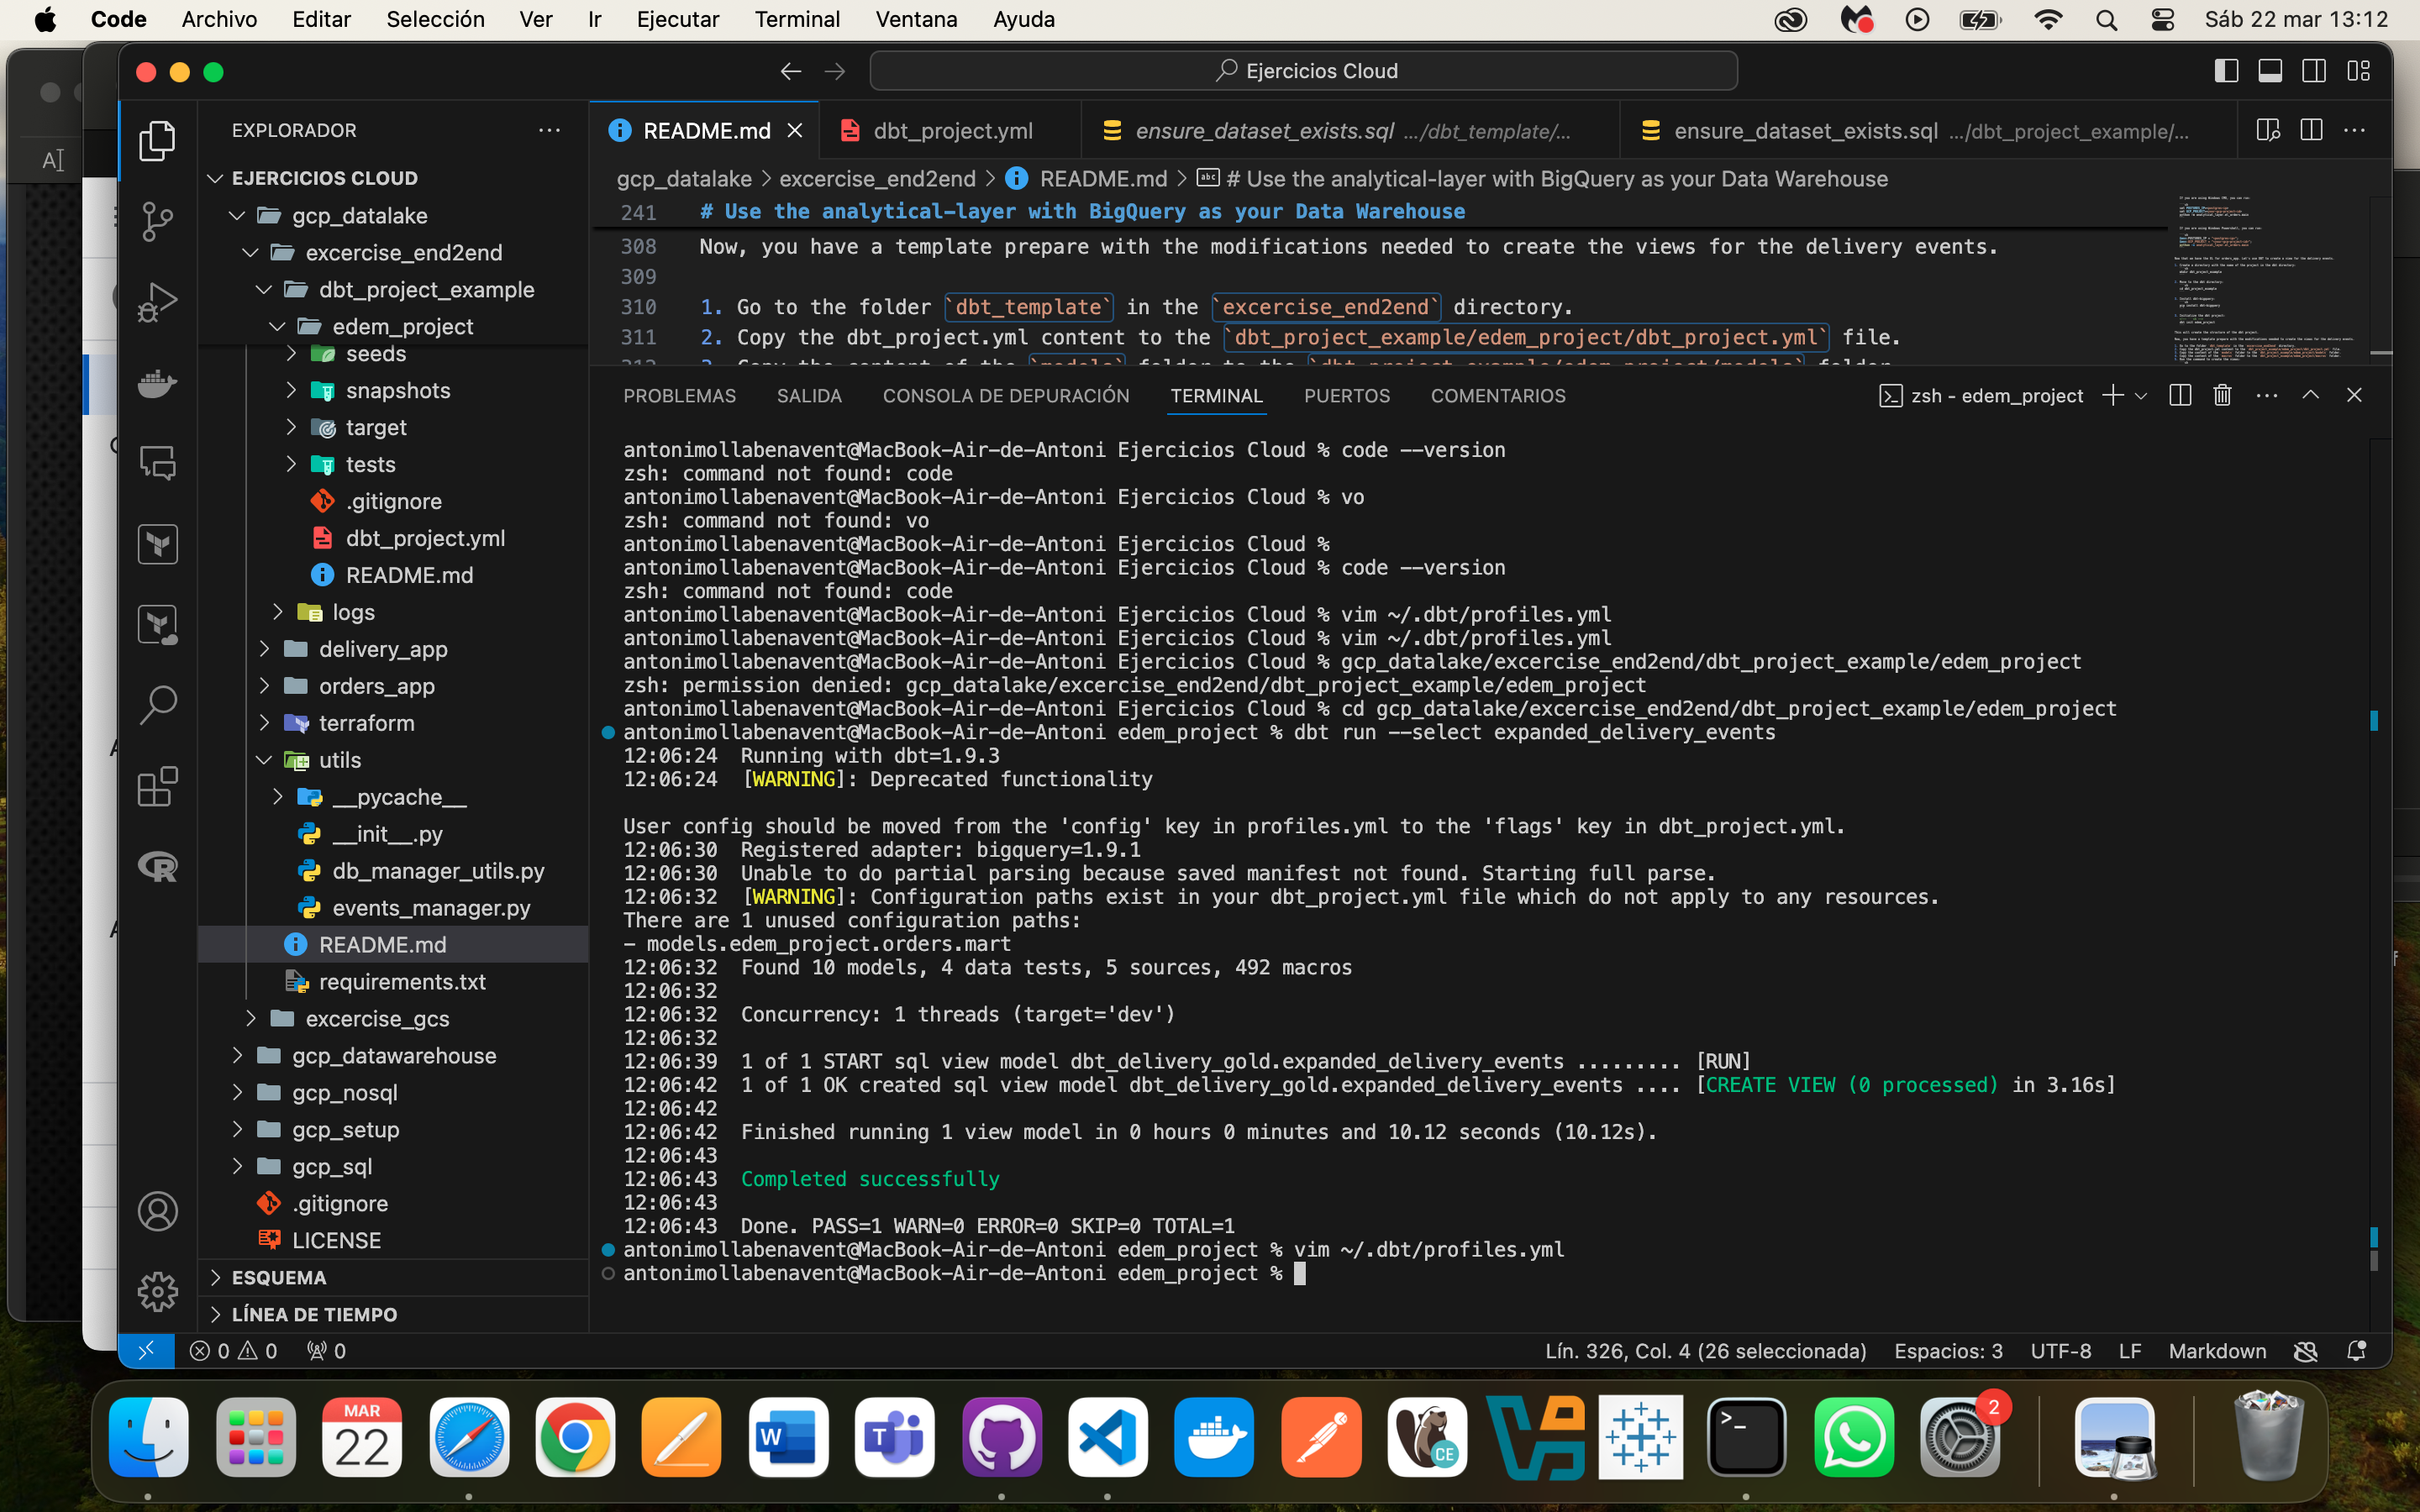 Code Archivo Editar Selección Ver Ir Ejecutar Terminal Ventana Ayuda Sáb 22 mar 13:12
Ejercicios Cloud
EXPLORADOR
EJERCICIOS CLOUD
gcp_datalake
excercise_end2end
dbt_project_example
edem_project
seeds
snapshots
target
tests
.gitignore
dbt_project.yml
README.md
logs
delivery_app
orders_app
terraform
utils
__pycache__
__init__.py
db_manager_utils.py
events_manager.py
README.md
requirements.txt
excercise_gcs
gcp_datawarehouse
gcp_nosql
gcp_setup
gcp_sql
.gitignore
LICENSE
ESQUEMA
LÍNEA DE TIEMPO
README.md dbt_project.yml ensure_dataset_exists.sql .../dbt_template/... ensure_dataset_exists.sql .../dbt_project_example/...
gcp_datalake > excercise_end2end > README.md > # Use the analytical-layer with BigQuery as your Data Warehouse
241 # Use the analytical-layer with BigQuery as your Data Warehouse
308 Now, you have a template prepare with the modifications needed to create the views for the delivery events.
309
310 1. Go to the folder `dbt_template` in the `excercise_end2end` directory.
311 2. Copy the dbt_project.yml content to the `dbt_project_example/edem_project/dbt_project.yml` file.
312 3. Copy the content of the `models` folder to the `dbt_project_example/edem_project/models` folder.
PROBLEMAS SALIDA CONSOLA DE DEPURACIÓN TERMINAL PUERTOS COMENTARIOS zsh - edem_project
antonimollabenavent@MacBook-Air-de-Antoni Ejercicios Cloud % code --version
zsh: command not found: code
antonimollabenavent@MacBook-Air-de-Antoni Ejercicios Cloud % vo
zsh: command not found: vo
antonimollabenavent@MacBook-Air-de-Antoni Ejercicios Cloud %
antonimollabenavent@MacBook-Air-de-Antoni Ejercicios Cloud % code --version
zsh: command not found: code
antonimollabenavent@MacBook-Air-de-Antoni Ejercicios Cloud % vim ~/.dbt/profiles.yml
antonimollabenavent@MacBook-Air-de-Antoni Ejercicios Cloud % vim ~/.dbt/profiles.yml
antonimollabenavent@MacBook-Air-de-Antoni Ejercicios Cloud % gcp_datalake/excercise_end2end/dbt_project_example/edem_project
zsh: permission denied: gcp_datalake/excercise_end2end/dbt_project_example/edem_project
antonimollabenavent@MacBook-Air-de-Antoni Ejercicios Cloud % cd gcp_datalake/excercise_end2end/dbt_project_example/edem_project
antonimollabenavent@MacBook-Air-de-Antoni edem_project % dbt run --select expanded_delivery_events
12:06:24 Running with dbt=1.9.3
12:06:24 [WARNING]: Deprecated functionality
User config should be moved from the 'config' key in profiles.yml to the 'flags' key in dbt_project.yml.
12:06:30 Registered adapter: bigquery=1.9.1
12:06:30 Unable to do partial parsing because saved manifest not found. Starting full parse.
12:06:32 [WARNING]: Configuration paths exist in your dbt_project.yml file which do not apply to any resources.
There are 1 unused configuration paths:
- models.edem_project.orders.mart
12:06:32 Found 10 models, 4 data tests, 5 sources, 492 macros
12:06:32
12:06:32 Concurrency: 1 threads (target='dev')
12:06:32
12:06:39 1 of 1 START sql view model dbt_delivery_gold.expanded_delivery_events ......... [RUN]
12:06:42 1 of 1 OK created sql view model dbt_delivery_gold.expanded_delivery_events .... [CREATE VIEW (0 processed) in 3.16s]
12:06:42
12:06:42 Finished running 1 view model in 0 hours 0 minutes and 10.12 seconds (10.12s).
12:06:43
12:06:43 Completed successfully
12:06:43
12:06:43 Done. PASS=1 WARN=0 ERROR=0 SKIP=0 TOTAL=1
antonimollabenavent@MacBook-Air-de-Antoni edem_project % vim ~/.dbt/profiles.yml
antonimollabenavent@MacBook-Air-de-Antoni edem_project %
0 0 0 Lín. 326, Col. 4 (26 seleccionada) Espacios: 3 UTF-8 LF Markdown
MAR
22
W
T
CE
2